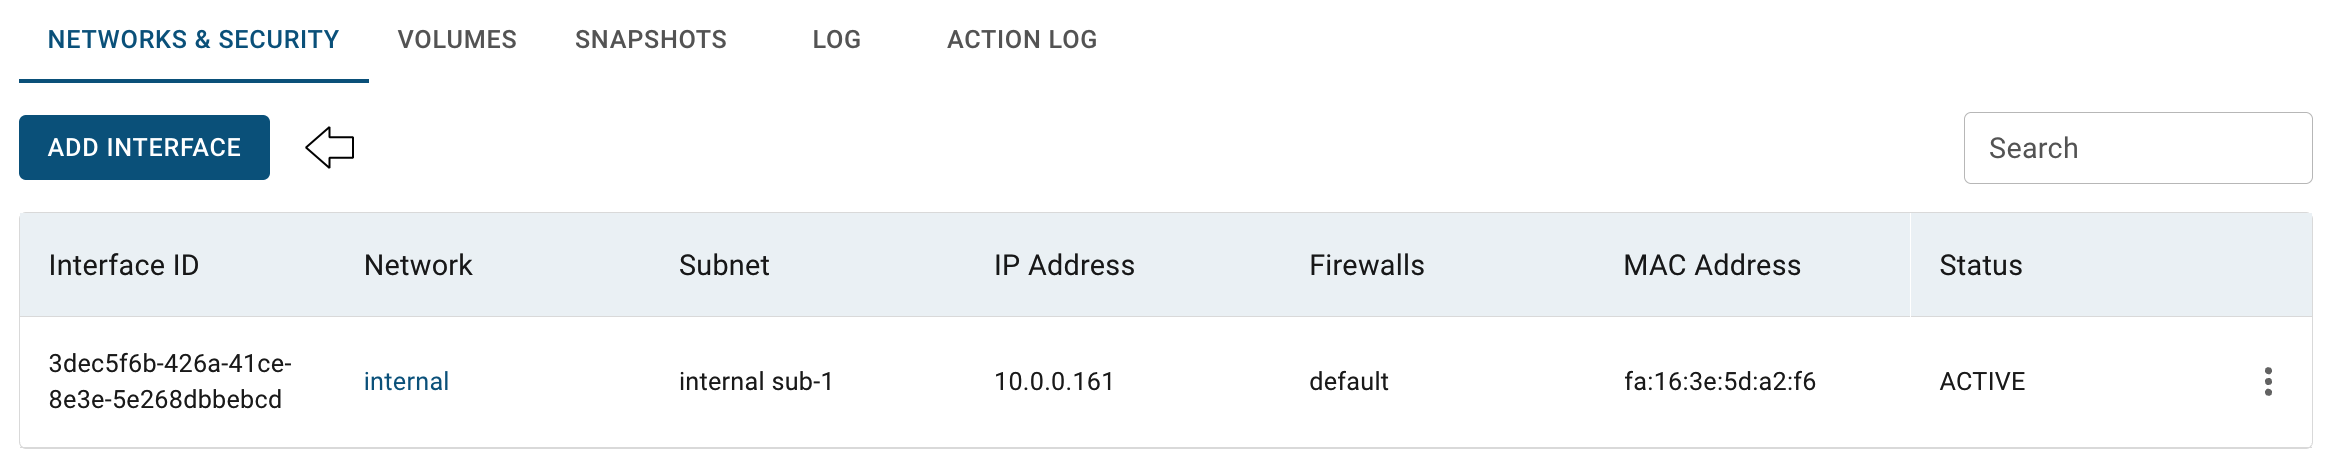 NETWORKS & SECURITY VOLUMES SNAPSHOTS LOG ACTION LOG
ADD INTERFACE Search
Interface ID Network Subnet IP Address Firewalls MAC Address Status
3dec5f6b-426a-41ce-
8e3e-5e268dbbebcd internal internal sub-1 10.0.0.161 default fa:16:3e:5d:a2:f6 ACTIVE